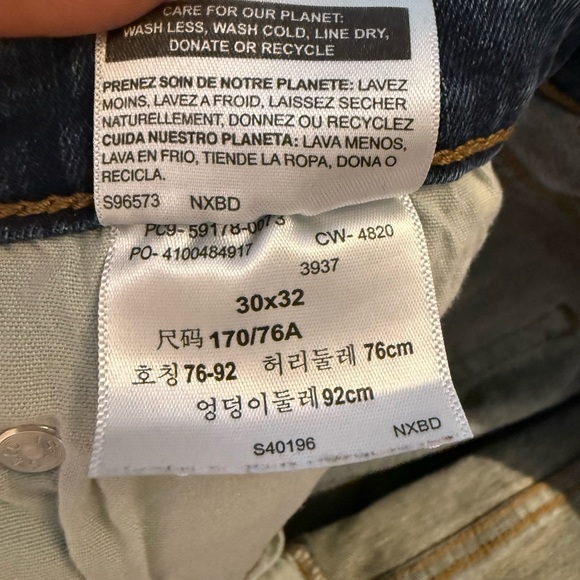 CARE FOR OUR PLANET:
WASH LESS, WASH COLD, LINE DRY,
DONATE OR RECYCLE
PRENEZ SOIN DE NOTRE PLANETE: LAVEZ
MOINS, LAVEZ A FROID, LAISSEZ SECHER
NATURELLEMENT, DONNEZ OU RECYCLEZ
CUIDA NUESTRO PLANETA: LAVA MENOS,
LAVA EN FRIO, TIENDE LA ROPA, DONA O
RECICLA.
S96573 NXBD
PC9- 59178-0073
PO- 4100484917 CW- 4820
3937
30x32
尺码 170/76A
호칭 76-92 허리둘레 76cm
엉덩이둘레 92cm
S40196 NXBD